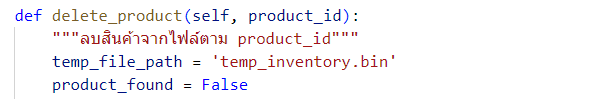 def delete_product(self, product_id):
    """ลบสินค้าจากไฟล์ตาม product_id"""
    temp_file_path = 'temp_inventory.bin'
    product_found = False